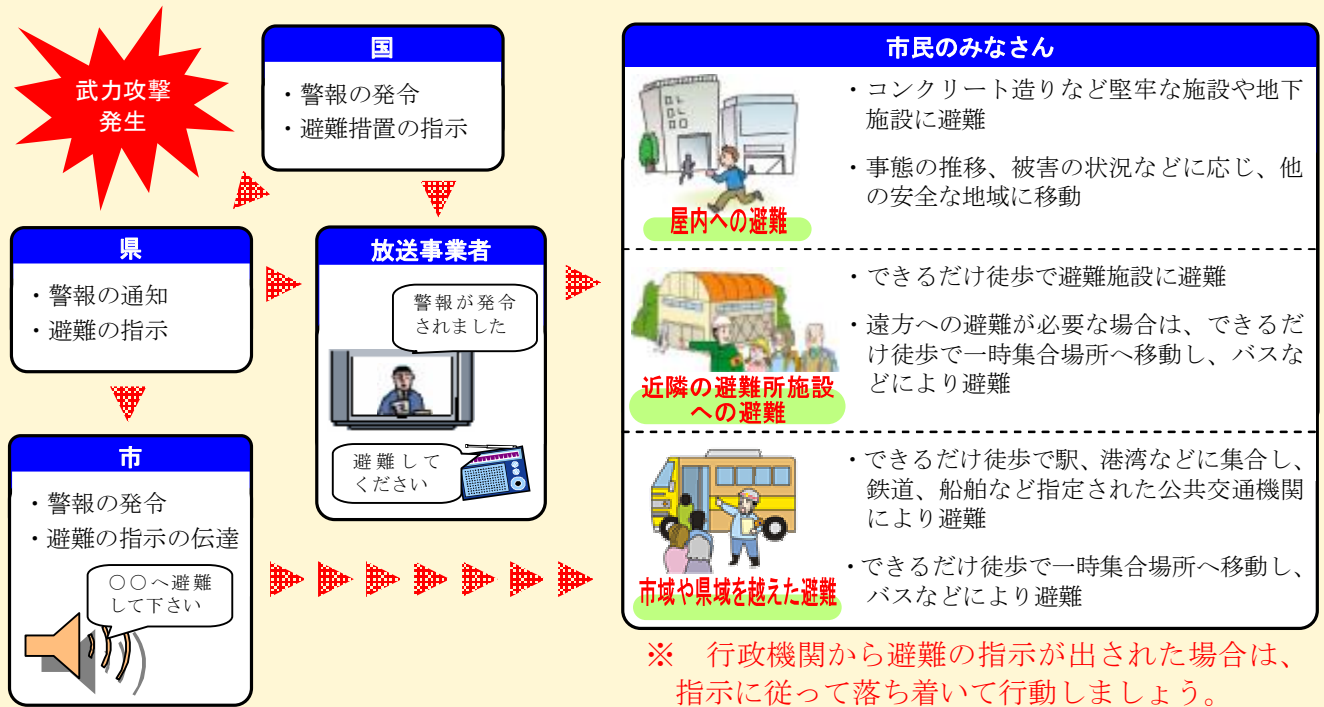 武力攻撃
発生
国
・警報の発令
・避難措置の指示
県
・警報の通知
・避難の指示
放送事業者
警報が発令
されました
避難して
ください
市
・警報の発令
・避難の指示の伝達
〇〇へ避難
して下さい
市民のみなさん
・コンクリート造りなど堅牢な施設や地下
施設に避難
・事態の推移、被害の状況などに応じ、他
の安全な地域に移動
屋内への避難
・できるだけ徒歩で避難施設に避難
・遠方への避難が必要な場合は、できるだ
け徒歩で一時集合場所へ移動し、バスな
どにより避難
近隣の避難所施設
への避難
・できるだけ徒歩で駅、港湾などに集合し、
鉄道、船舶など指定された公共交通機関
により避難
・できるだけ徒歩で一時集合場所へ移動し、
バスなどにより避難
市域や県域を越えた避難
※　行政機関から避難の指示が出された場合は、
指示に従って落ち着いて行動しましょう。